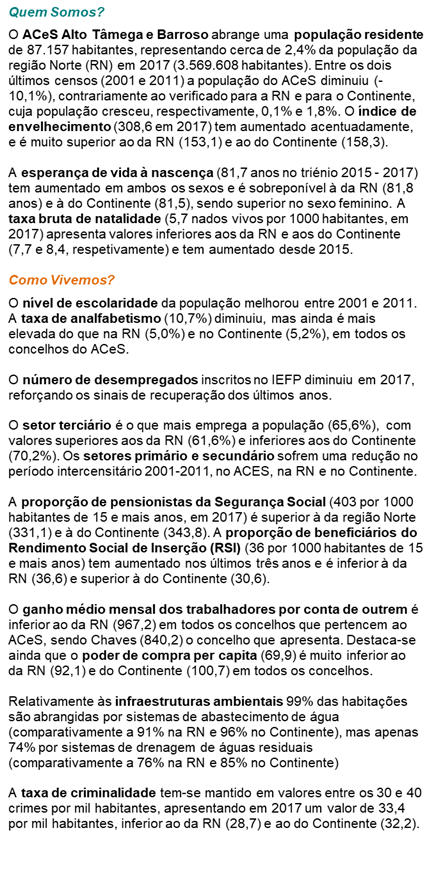 Quem Somos?
O ACeS Alto Tâmega e Barroso abrange uma população residente
de 87.157 habitantes, representando cerca de 2,4% da população da
região Norte (RN) em 2017 (3.569.608 habitantes). Entre os dois
últimos censos (2001 e 2011) a população do ACeS diminuiu (-
10,1%), contrariamente ao verificado para a RN e para o Continente,
cuja população cresceu, respectivamente, 0,1% e 1,8%. O índice de
envelhecimento (308,6 em 2017) tem aumentado acentuadamente,
e é muito superior ao da RN (153,1) e ao do Continente (158,3).
A esperança de vida à nascença (81,7 anos no triénio 2015 - 2017)
tem aumentado em ambos os sexos e é sobreponível à da RN (81,8
anos) e à do Continente (81,5), sendo superior no sexo feminino. A
taxa bruta de natalidade (5,7 nados vivos por 1000 habitantes, em
2017) apresenta valores inferiores aos da RN e aos do Continente
(7,7 e 8,4, respetivamente) e tem aumentado desde 2015.
Como Vivemos?
O nível de escolaridade da população melhorou entre 2001 e 2011.
A taxa de analfabetismo (10,7%) diminuiu, mas ainda é mais
elevada do que na RN (5,0%) e no Continente (5,2%), em todos os
concelhos do ACeS.
O número de desempregados inscritos no IEFP diminuiu em 2017,
reforçando os sinais de recuperação dos últimos anos.
O setor terciário é o que mais emprega a população (65,6%), com
valores superiores aos da RN (61,6%) e inferiores aos do Continente
(70,2%). Os setores primário e secundário sofrem uma redução no
período intercensitário 2001-2011, no ACES, na RN e no Continente.
A proporção de pensionistas da Segurança Social (403 por 1000
habitantes de 15 e mais anos, em 2017) é superior à da região Norte
(331,1) e à do Continente (343,8). A proporção de beneficiários do
Rendimento Social de Inserção (RSI) (36 por 1000 habitantes de 15
e mais anos) tem aumentado nos últimos três anos e é inferir à da
RN (36,6) e superior à do Continente (30,6).
O ganho médio mensal dos trabalhadores por conta de outrem é
inferior ao da RN (967,2) em todos os concelhos que pertencem ao
ACeS, sendo Chaves (840,2) o concelho que apresenta. Destaca-se
ainda que o poder de compra per capita (69,9) é muito inferior ao
da RN (92,1) e do Continente (100,7) em todos os concelhos.
Relativamente às infraestruturas ambientais 99% das habitações
são abrangidas por sistemas de abastecimento de água
(comparativamente a 91% na RN e 96% no Continente), mas apenas
74% por sistemas de drenagem de águas residuais
(comparativamente a 76% na RN e 85% no Continente)
A taxa de criminalidade tem-se mantido em valores entre os 30 e 40
crimes por mil habitantes, apresentando em 2017 um valor de 33,4
por mil habitantes, inferior ao da RN (28,7) e ao do Continente (32,2).